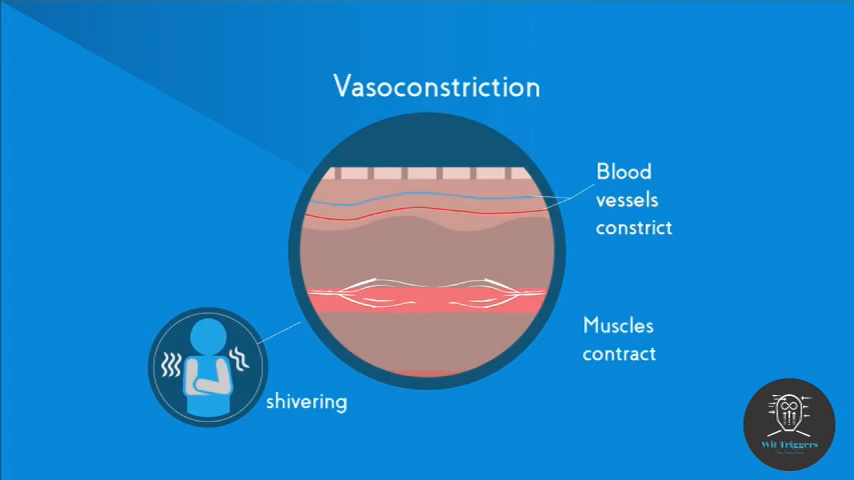 Vasoconstriction
Blood
vessels
constrict
Muscles
contract
shivering
Wit Triggers